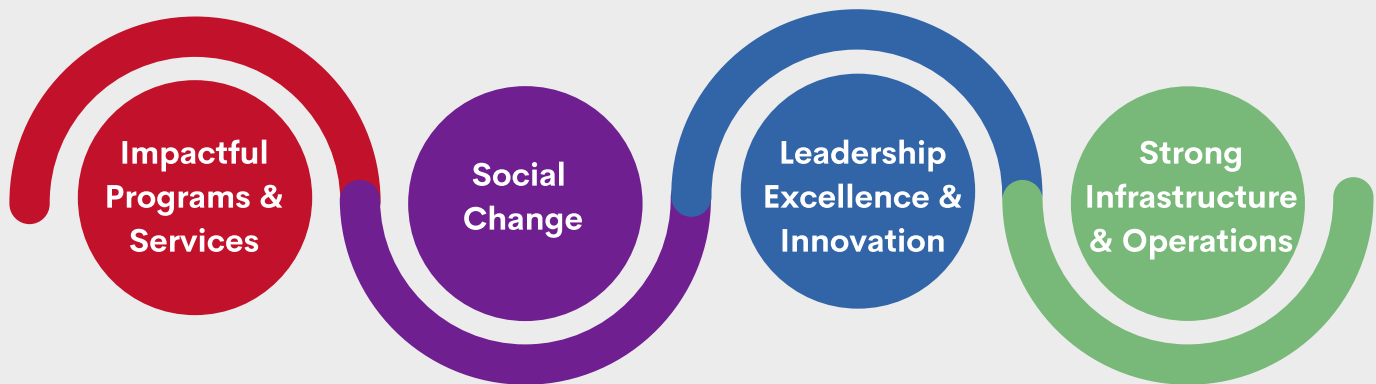 Impactful
Programs &
Services
Social
Change
Leadership
Excellence &
Innovation
Strong
Infrastructure
& Operations